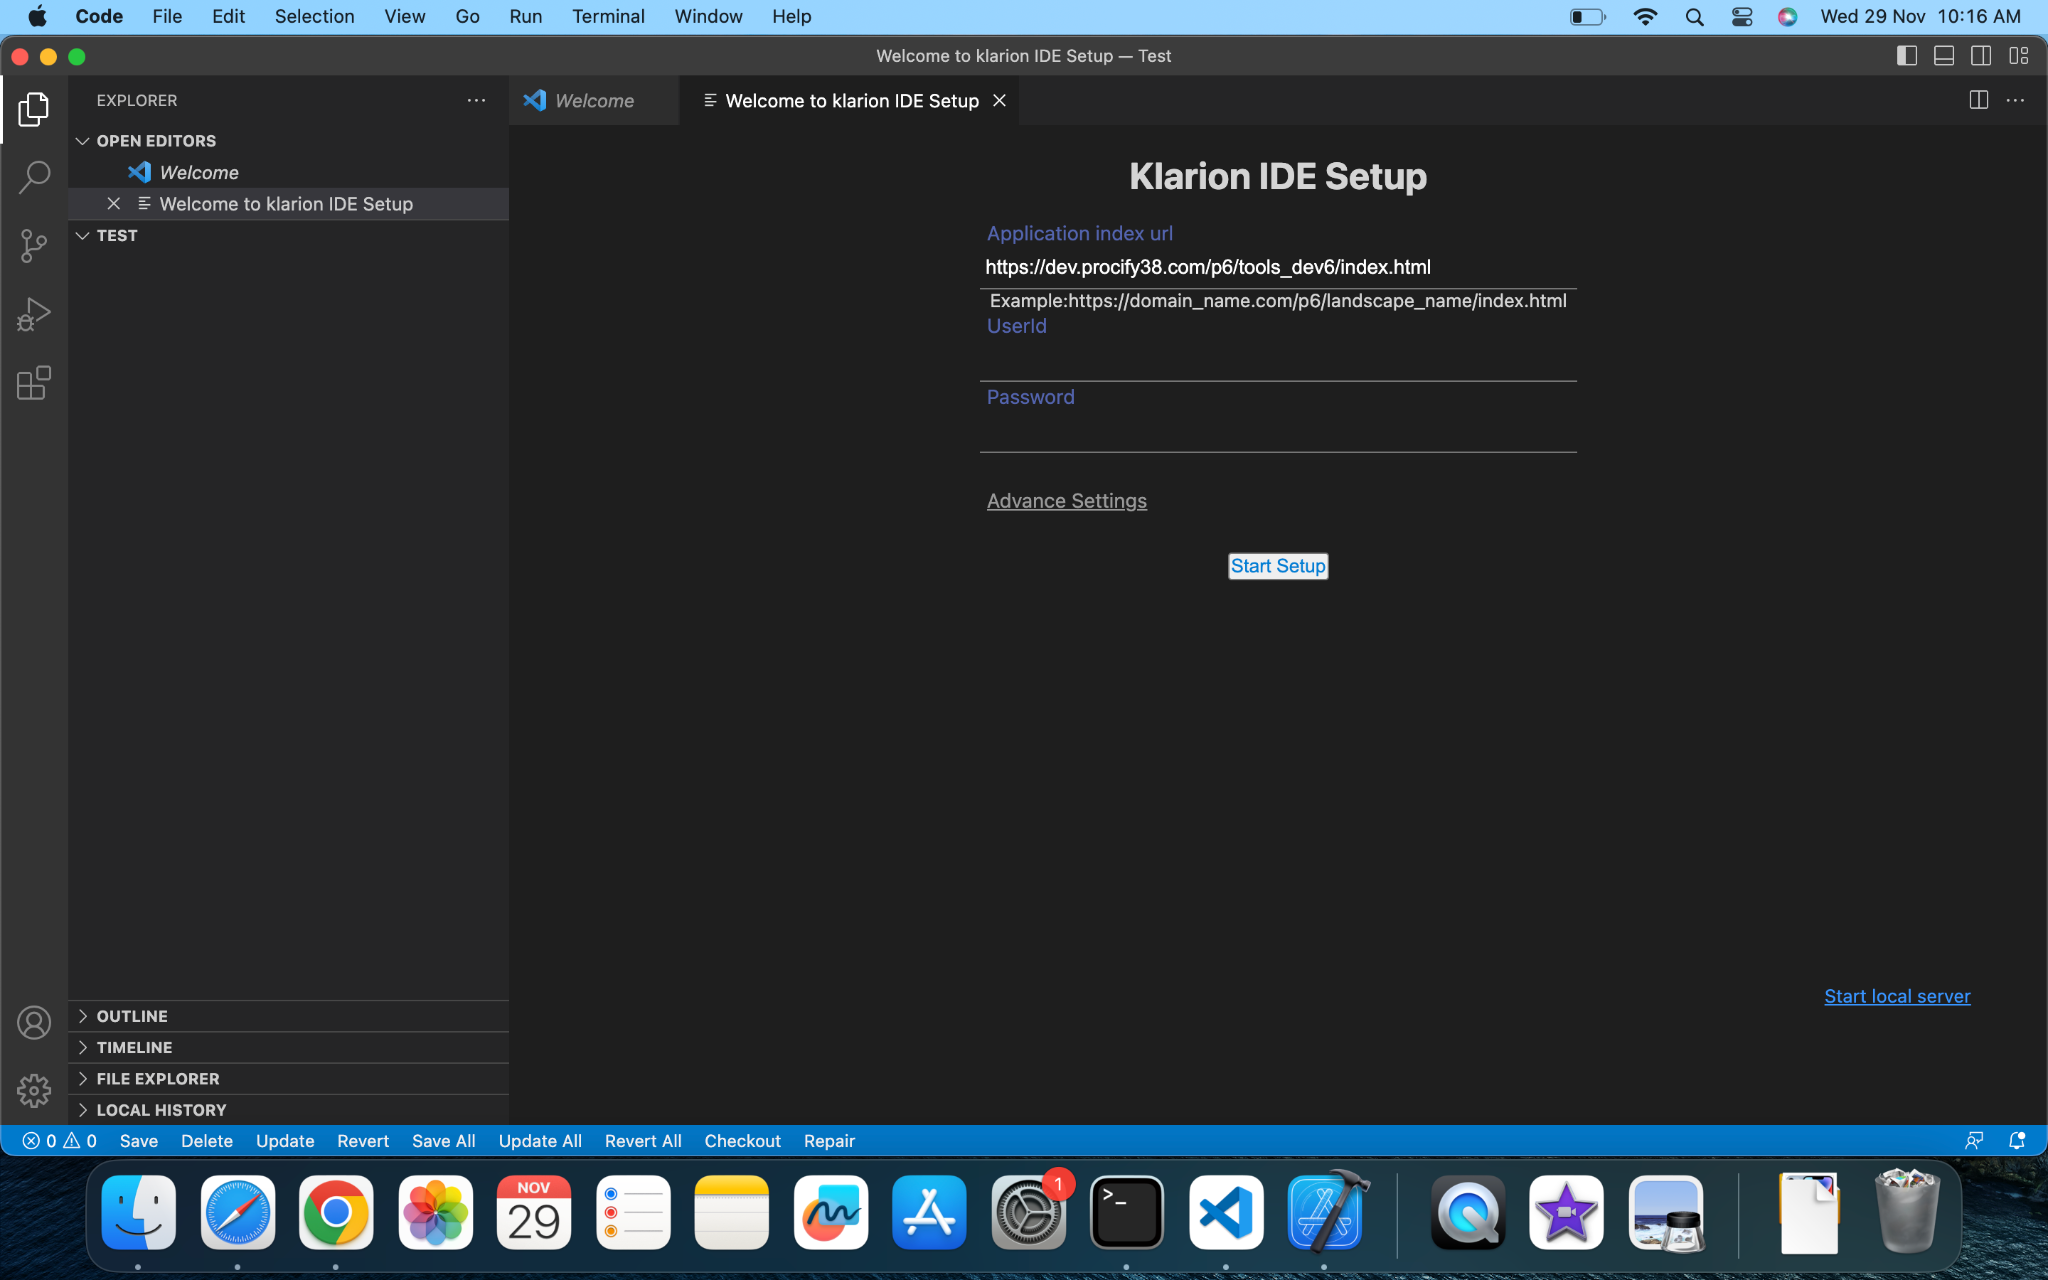 Code File Edit Selection View Go Run Terminal Window Help Wed 29 Nov 10:16 AM
Welcome to klarion IDE Setup — Test
EXPLORER
Welcome
Welcome to klarion IDE Setup
OPEN EDITORS
Welcome
Welcome to klarion IDE Setup
TEST
Klarion IDE Setup
Application index url
https://dev.procify38.com/p6/tools_dev6/index.html
Example:https://domain_name.com/p6/landscape_name/index.html
UserId
Password
Advance Settings
Start Setup
Start local server
OUTLINE
TIMELINE
FILE EXPLORER
LOCAL HISTORY
0 0 Save Delete Update Revert Save All Update All Revert All Checkout Repair
NOV
29
1
>_